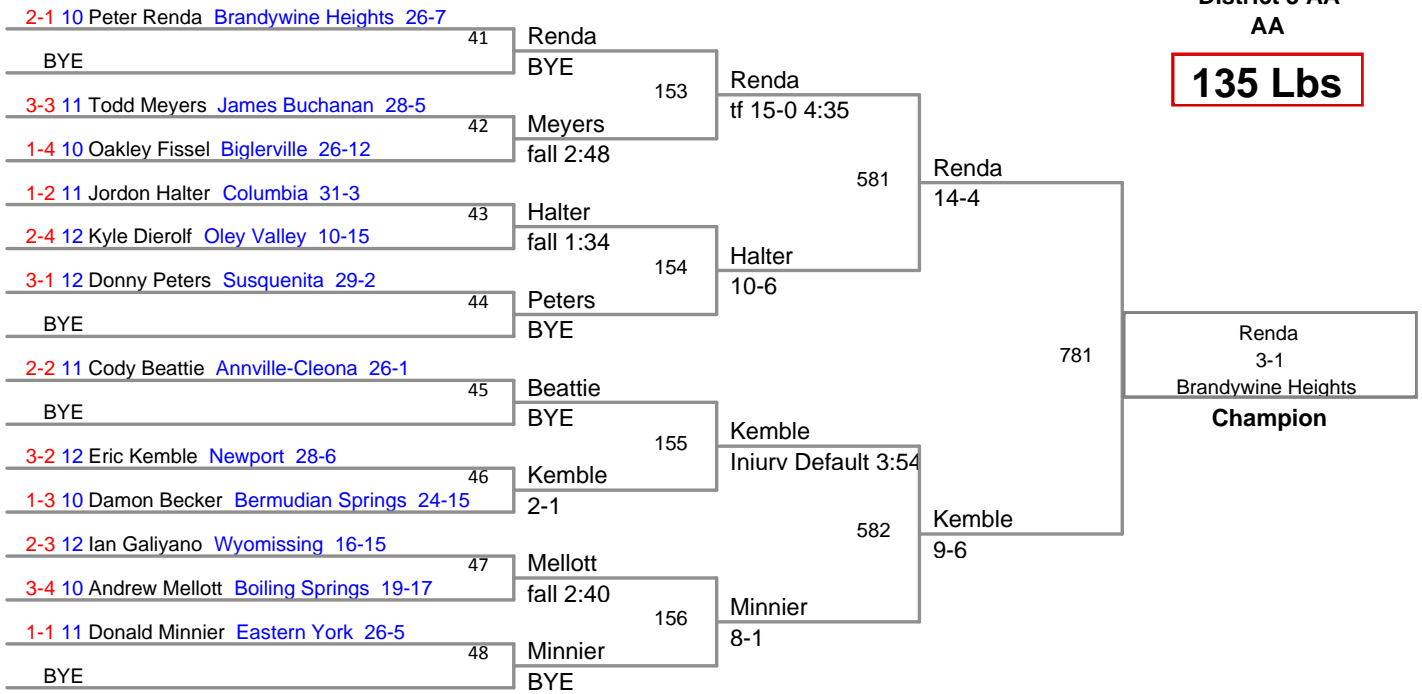 District 3 AA
AA
135 Lbs
2-1 10 Peter Renda Brandywine Heights 26-7
BYE
3-3 11 Todd Meyers James Buchanan 28-5
1-4 10 Oakley Fissel Biglerville 26-12
1-2 11 Jordon Halter Columbia 31-3
2-4 12 Kyle Dierolf Oley Valley 10-15
3-1 12 Donny Peters Susquenita 29-2
BYE
2-2 11 Cody Beattie Annville-Cleona 26-1
BYE
3-2 12 Eric Kemble Newport 28-6
1-3 10 Damon Becker Bermudian Springs 24-15
2-3 12 Ian Galiyano Wyomissing 16-15
3-4 10 Andrew Mellott Boiling Springs 19-17
1-1 11 Donald Minnier Eastern York 26-5
BYE
41
42
43
44
45
46
47
48
Renda
BYE
Meyers
fall 2:48
Halter
fall 1:34
Peters
BYE
Beattie
BYE
Kemble
2-1
Mellott
fall 2:40
Minnier
BYE
153
154
155
156
Renda
tf 15-0 4:35
Halter
10-6
Kemble
Injury Default 3:54
Minnier
8-1
581
582
Renda
14-4
Kemble
9-6
781
Renda
3-1
Brandywine Heights
Champion